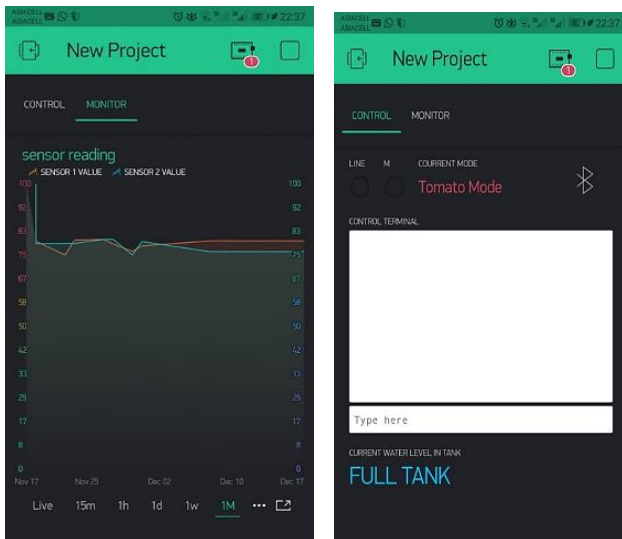 ASIACELL
ASIACELL
22:37
New Project
1
CONTROL MONITOR
sensor reading
SENSOR 1 VALUE SENSOR 2 VALUE
100 100
92 92
83 83
75 75
67 67
58 58
50 50
42 42
33 33
25 25
17 17
8 8
0 0
Nov 17 Nov 25 Dec 02 Dec 10 Dec 17
Live 15m 1h 1d 1w 1M
ASIACELL
ASIACELL
22:37
New Project
1
CONTROL MONITOR
LINE M COURRENT MODE
Tomato Mode
CONTROL TERMINAL
Type here
CURRENT WATER LEVEL IN TANK
FULL TANK